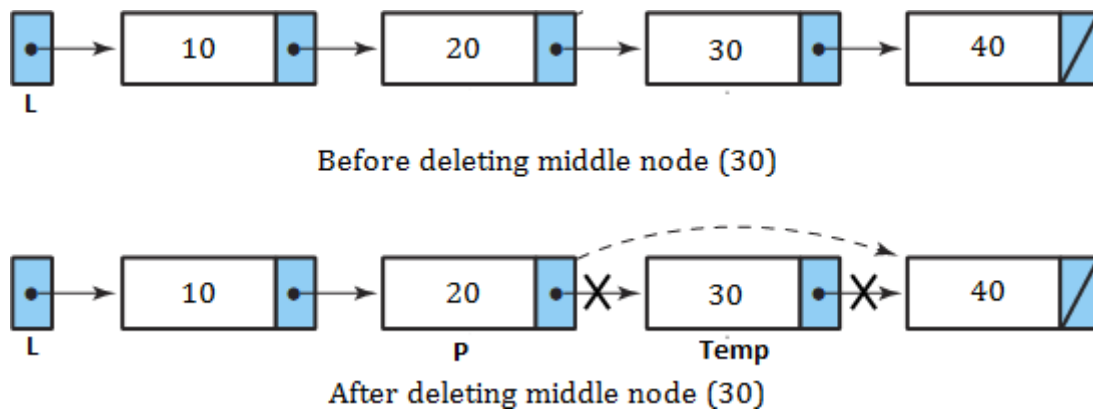 10 20 30 40
L
Before deleting middle node (30)
10 20 30 40
L P Temp
After deleting middle node (30)